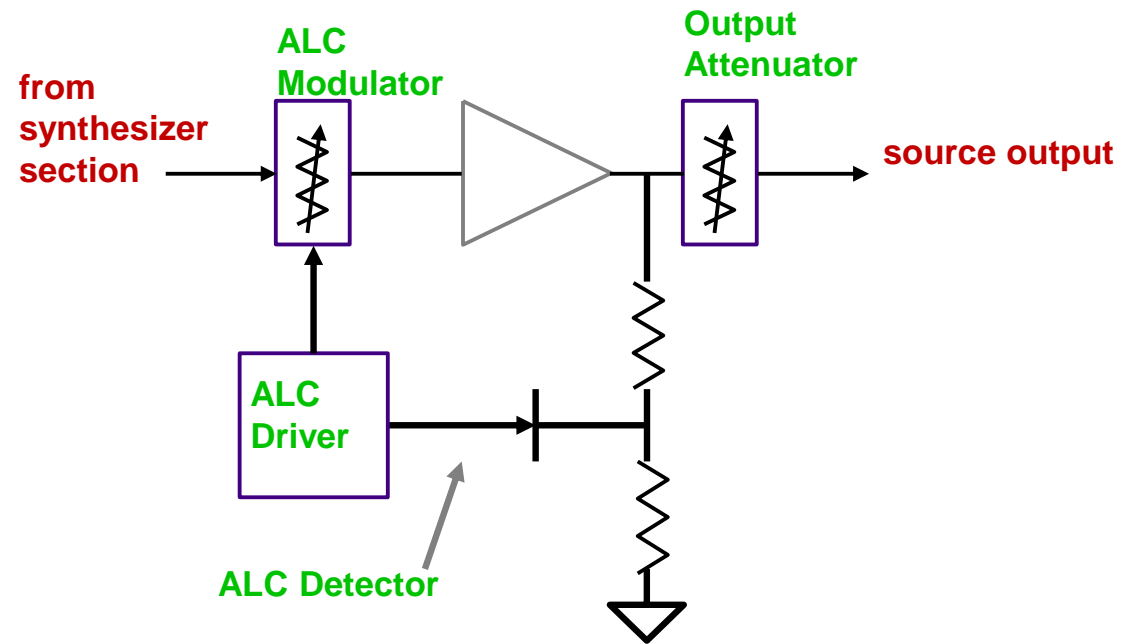 from
synthesizer
section
ALC
Modulator
Output
Attenuator
source output
ALC
Driver
ALC Detector